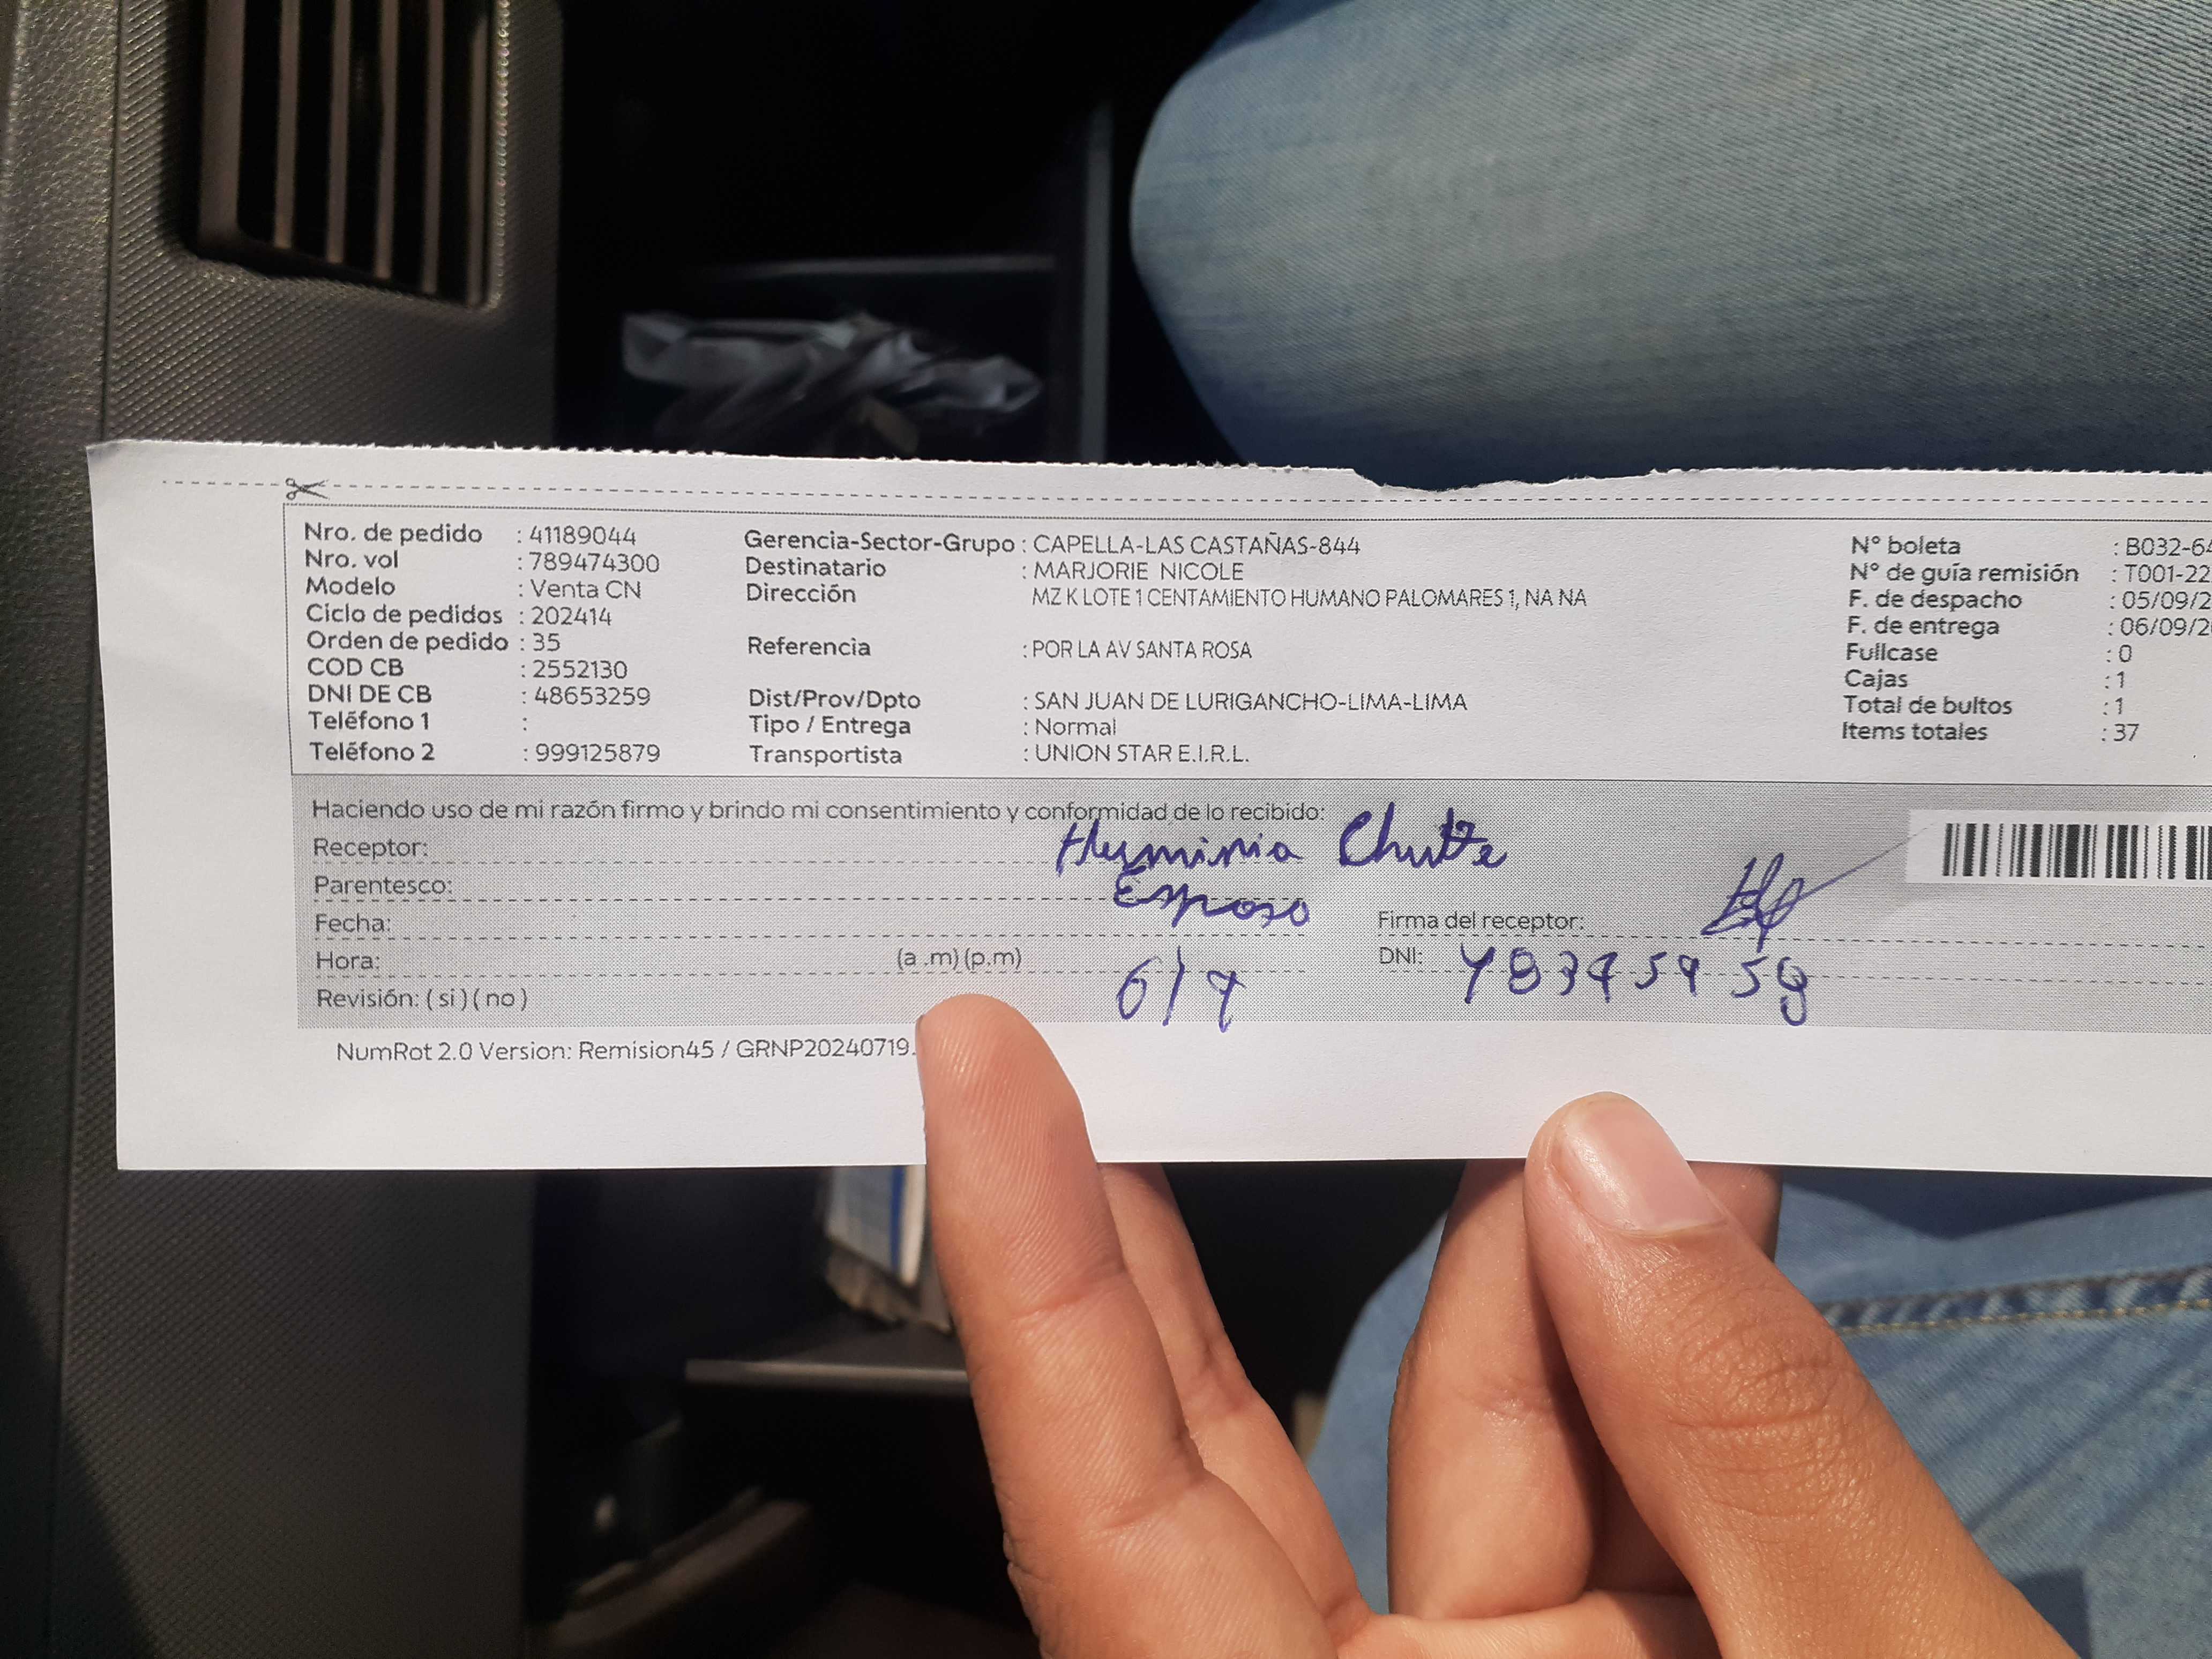 Nro. de pedido : 41189044
Nro. vol : 789474300
Modelo : Venta CN
Ciclo de pedidos : 202414
Orden de pedido : 35
COD CB : 2552130
DNI DE CB : 48653259
Teléfono 1 :
Teléfono 2 : 999125879
Gerencia-Sector-Grupo : CAPELLA-LAS CASTAÑAS-844
Destinatario : MARJORIE NICOLE
Dirección MZ K LOTE 1 CENTAMIENTO HUMANO PALOMARES 1, NA NA
Referencia : POR LA AV SANTA ROSA
Dist/Prov/Dpto : SAN JUAN DE LURIGANCHO-LIMA-LIMA
Tipo / Entrega : Normal
Transportista : UNION STAR E.I.R.L.
N° boleta : B032-64
N° de guía remisión : T001-22
F. de despacho : 05/09/2
F. de entrega : 06/09/2
Fullcase : 0
Cajas : 1
Total de bultos : 1
Items totales : 37
Haciendo uso de mi razón firmo y brindo mi consentimiento y conformidad de lo recibido:
Receptor:
Parentesco: Esposo
Fecha:
Hora: (a .m) (p.m) 6/9
Revisión: ( si ) ( no )
Firma del receptor:
DNI:
NumRot 2.0 Version: Remision45 / GRNP20240719.